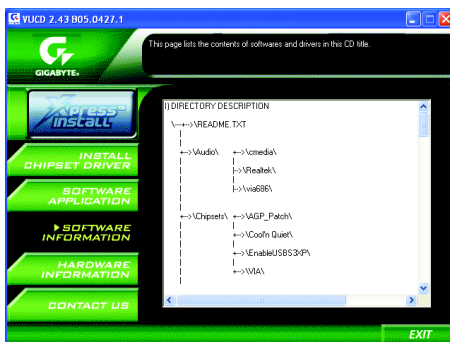 VUCD 2.43 B05.0427.1
GIGABYTE
This page lists the contents of softwares and drivers in this CD title.
Xpress™
install
INSTALL
CHIPSET DRIVER
SOFTWARE
APPLICATION
SOFTWARE
INFORMATION
HARDWARE
INFORMATION
CONTACT US
I) DIRECTORY DESCRIPTION
\---+-->\README.TXT
|
+-->\Audio\ +-->\cmedia\
| |-->\Realtek\
| |-->\via686\
|
+-->\Chipsets\ +-->\AGP_Patch\
| +-->\Cool'n Quiet\
| +-->\EnableUSBS3XP\
| +-->\VIA\
|
EXIT